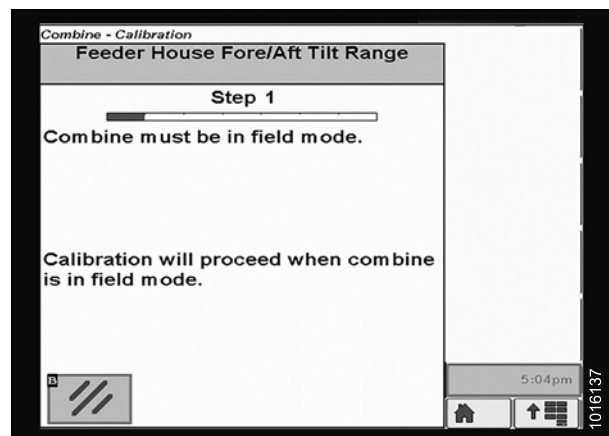 Combine - Calibration
Feeder House Fore/Aft Tilt Range
Step 1
Combine must be in field mode.
Calibration will proceed when combine
is in field mode.
B
5:04pm
1016137